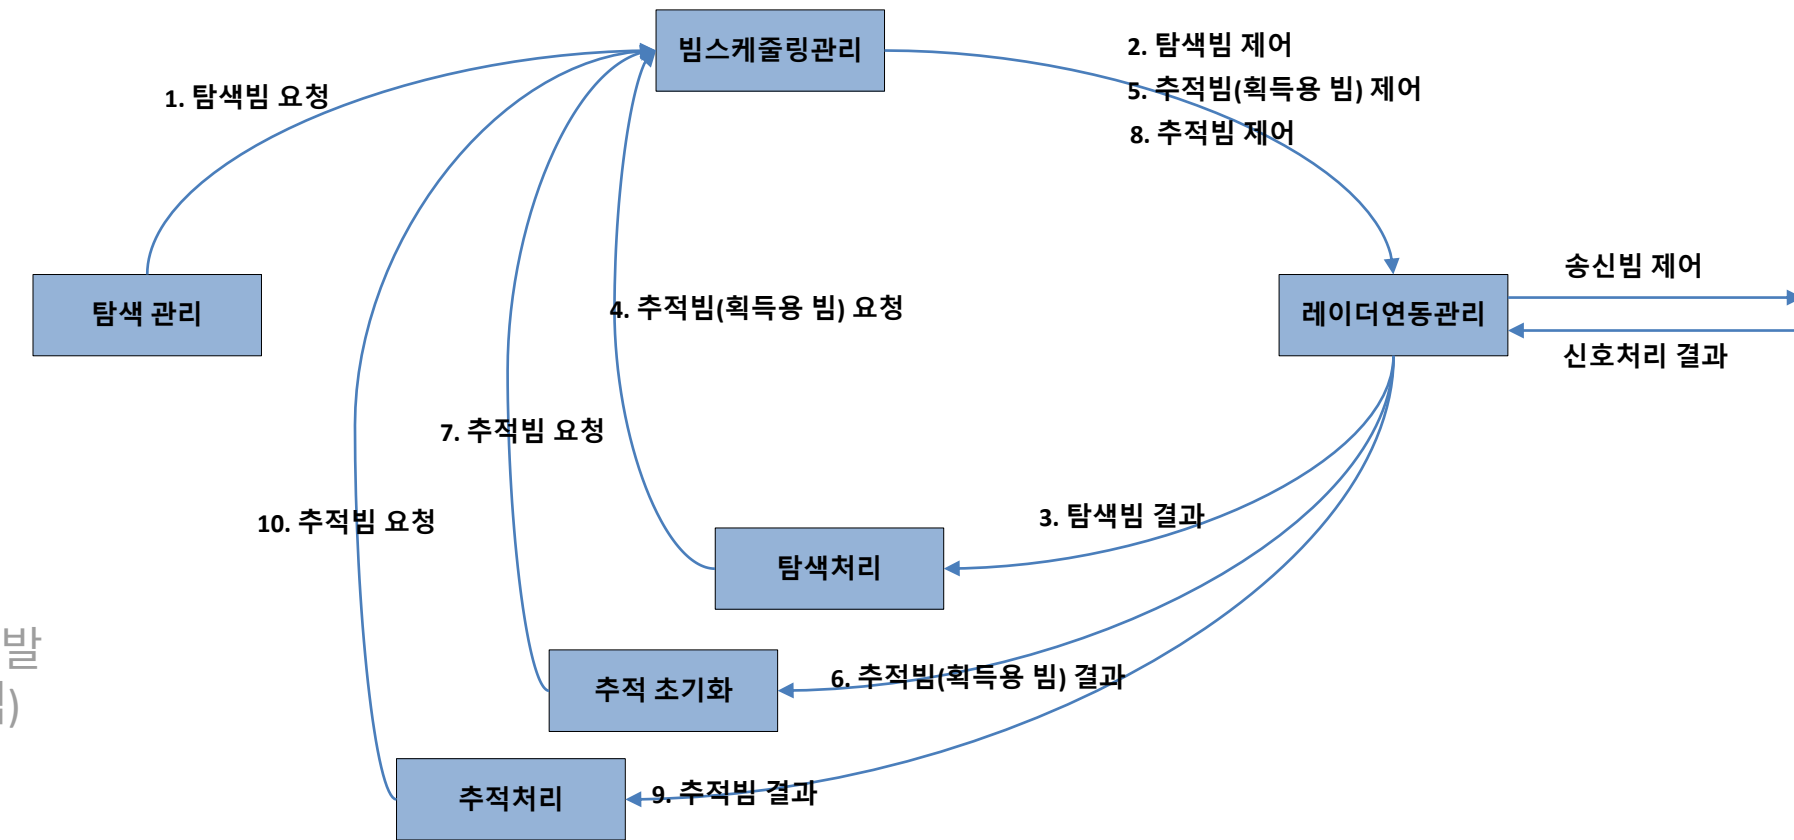 빔스케줄링관리
2. 탐색빔 제어
5. 추적빔(획득용 빔) 제어
8. 추적빔 제어
1. 탐색빔 요청
송신빔 제어
탐색 관리
4. 추적빔(획득용 빔) 요청
레이더연동관리
신호처리 결과
7. 추적빔 요청
10. 추적빔 요청
3. 탐색빔 결과
탐색처리
발
6. 추적빔(획득용 빔) 결과
추적 초기화
)
9. 추적빔 결과
추적처리